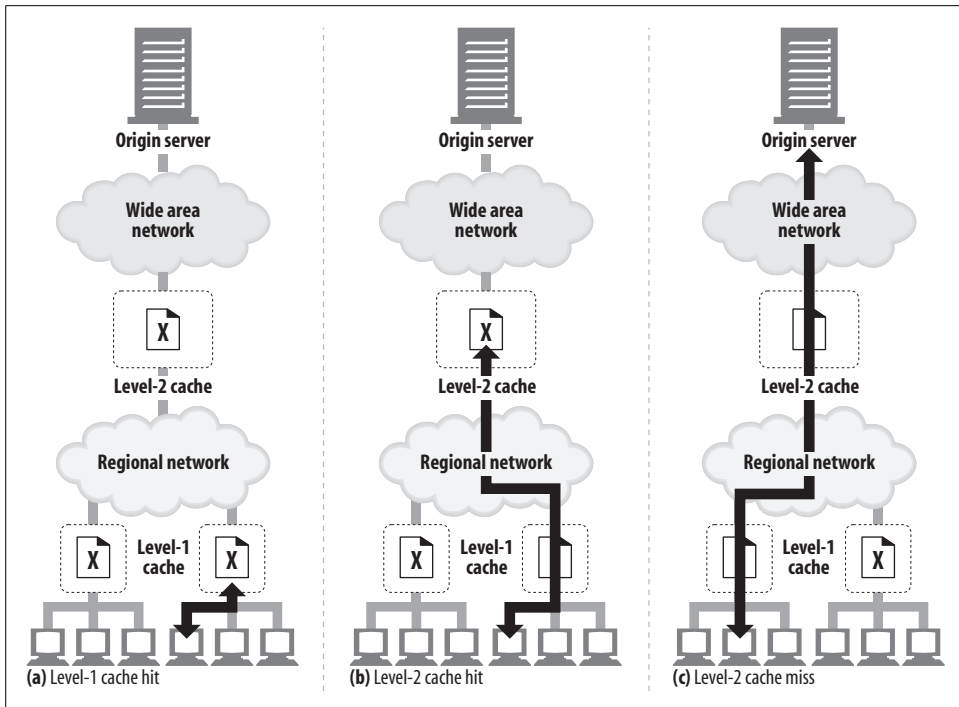 Origin server
Wide area
network
X
Level-2 cache
Regional network
X
Level-1
cache
X
(a) Level-1 cache hit
Origin server
Wide area
network
X
Level-2 cache
Regional network
X
Level-1
cache
(b) Level-2 cache hit
Origin server
Wide area
network
Level-2 cache
Regional network
Level-1
cache
X
(c) Level-2 cache miss